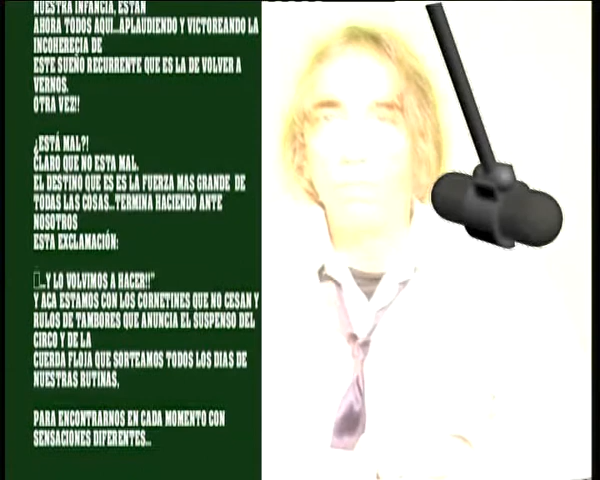 NUESTRA INFANCIA, ESTAN
AHORA TODOS AQUI...APLAUDIENDO Y VICTOREANDO LA
INCOHERECIA DE
ESTE SUEÑO RECURRENTE QUE ES LA DE VOLVER A
VERNOS.
OTRA VEZ!!
¿ESTÁ MAL?!
CLARO QUE NO ESTA MAL.
EL DESTINO QUE ES ES LA FUERZA MAS GRANDE DE
TODAS LAS COSAS...TERMINA HACIENDO ANTE
NOSOTROS
ESTA EXCLAMACIÓN:
...Y LO VOLVIMOS A HACER!!"
Y ACA ESTAMOS CON LOS CORNETINES QUE NO CESAN Y
RULOS DE TAMBORES QUE ANUNCIA EL SUSPENSO DEL
CIRCO Y DE LA
CUERDA FLOJA QUE SORTEAMOS TODOS LOS DIAS DE
NUESTRAS RUTINAS,
PARA ENCONTRARNOS EN CADA MOMENTO CON
SENSACIONES DIFERENTES...